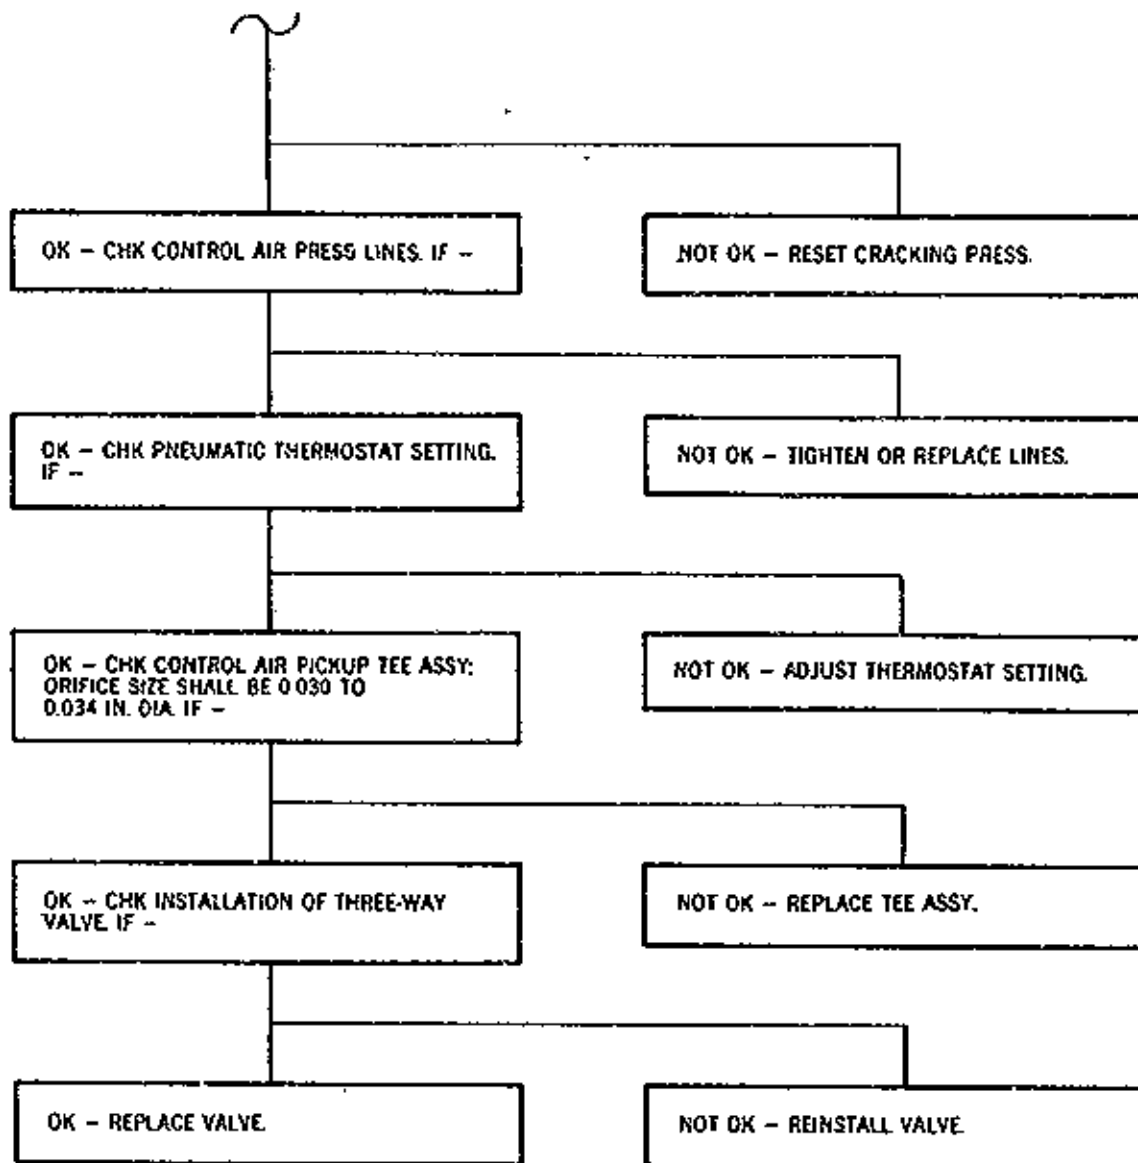 OK – CHK CONTROL AIR PRESS LINES. IF –
NOT OK – RESET CRACKING PRESS.
OK – CHK PNEUMATIC THERMOSTAT SETTING.
IF –
NOT OK – TIGHTEN OR REPLACE LINES.
OK – CHK CONTROL AIR PICKUP TEE ASSY;
ORIFICE SIZE SHALL BE 0.030 TO
0.034 IN. DIA. IF –
NOT OK – ADJUST THERMOSTAT SETTING.
OK – CHK INSTALLATION OF THREE-WAY
VALVE. IF –
NOT OK – REPLACE TEE ASSY.
OK – REPLACE VALVE.
NOT OK – REINSTALL VALVE.